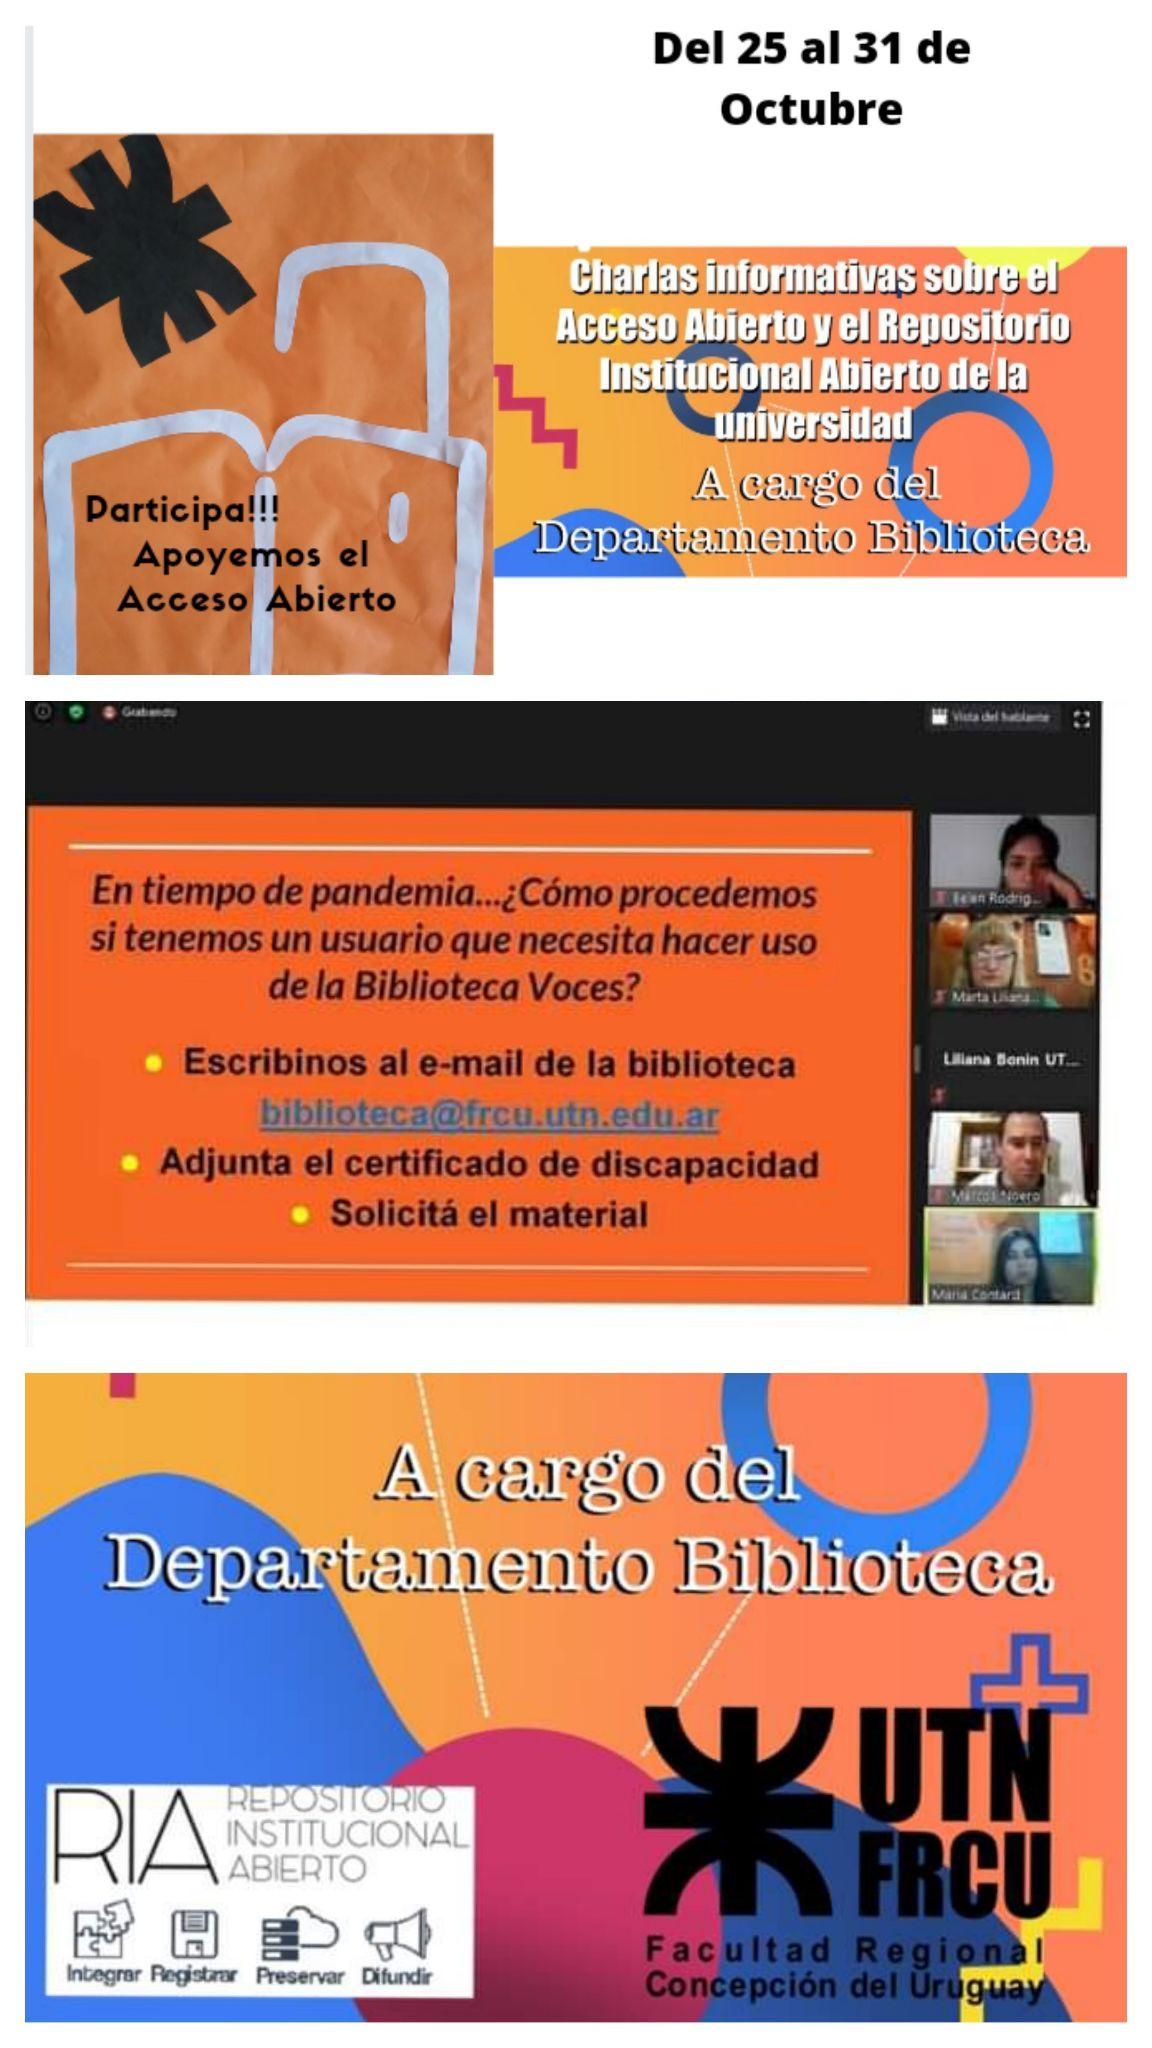 Del 25 al 31 de
Octubre
Participa!!!
Apoyemos el
Acceso Abierto
Charlas informativas sobre el
Acceso Abierto y el Repositorio
Institucional Abierto de la
universidad
A cargo del
Departamento Biblioteca
Grabando
Vista del hablante
En tiempo de pandemia...¿Cómo procedemos
si tenemos un usuario que necesita hacer uso
de la Biblioteca Voces?
Escribinos al e-mail de la biblioteca
biblioteca@frcu.utn.edu.ar
Adjunta el certificado de discapacidad
Solicitá el material
Belen Rodrig...
Marta Liliana...
Liliana Bonin UT...
Marcos Noero
Maria Contard
A cargo del
Departamento Biblioteca
RIA
REPOSITORIO
INSTITUCIONAL
ABIERTO
Integrar Registrar Preservar Difundir
UTN
FRCU
Facultad Regional
Concepción del Uruguay